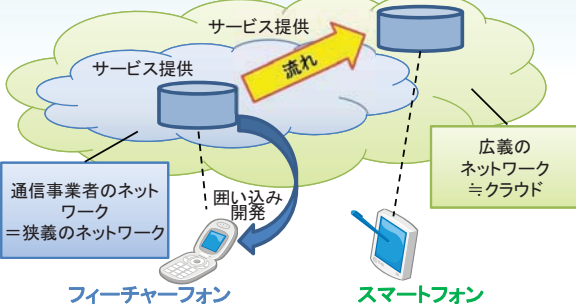 サービス提供
サービス提供
流れ
広義の
ネットワーク
≒クラウド
通信事業者のネット
ワーク
＝狭義のネットワーク
囲い込み
開発
フィーチャーフォン
スマートフォン